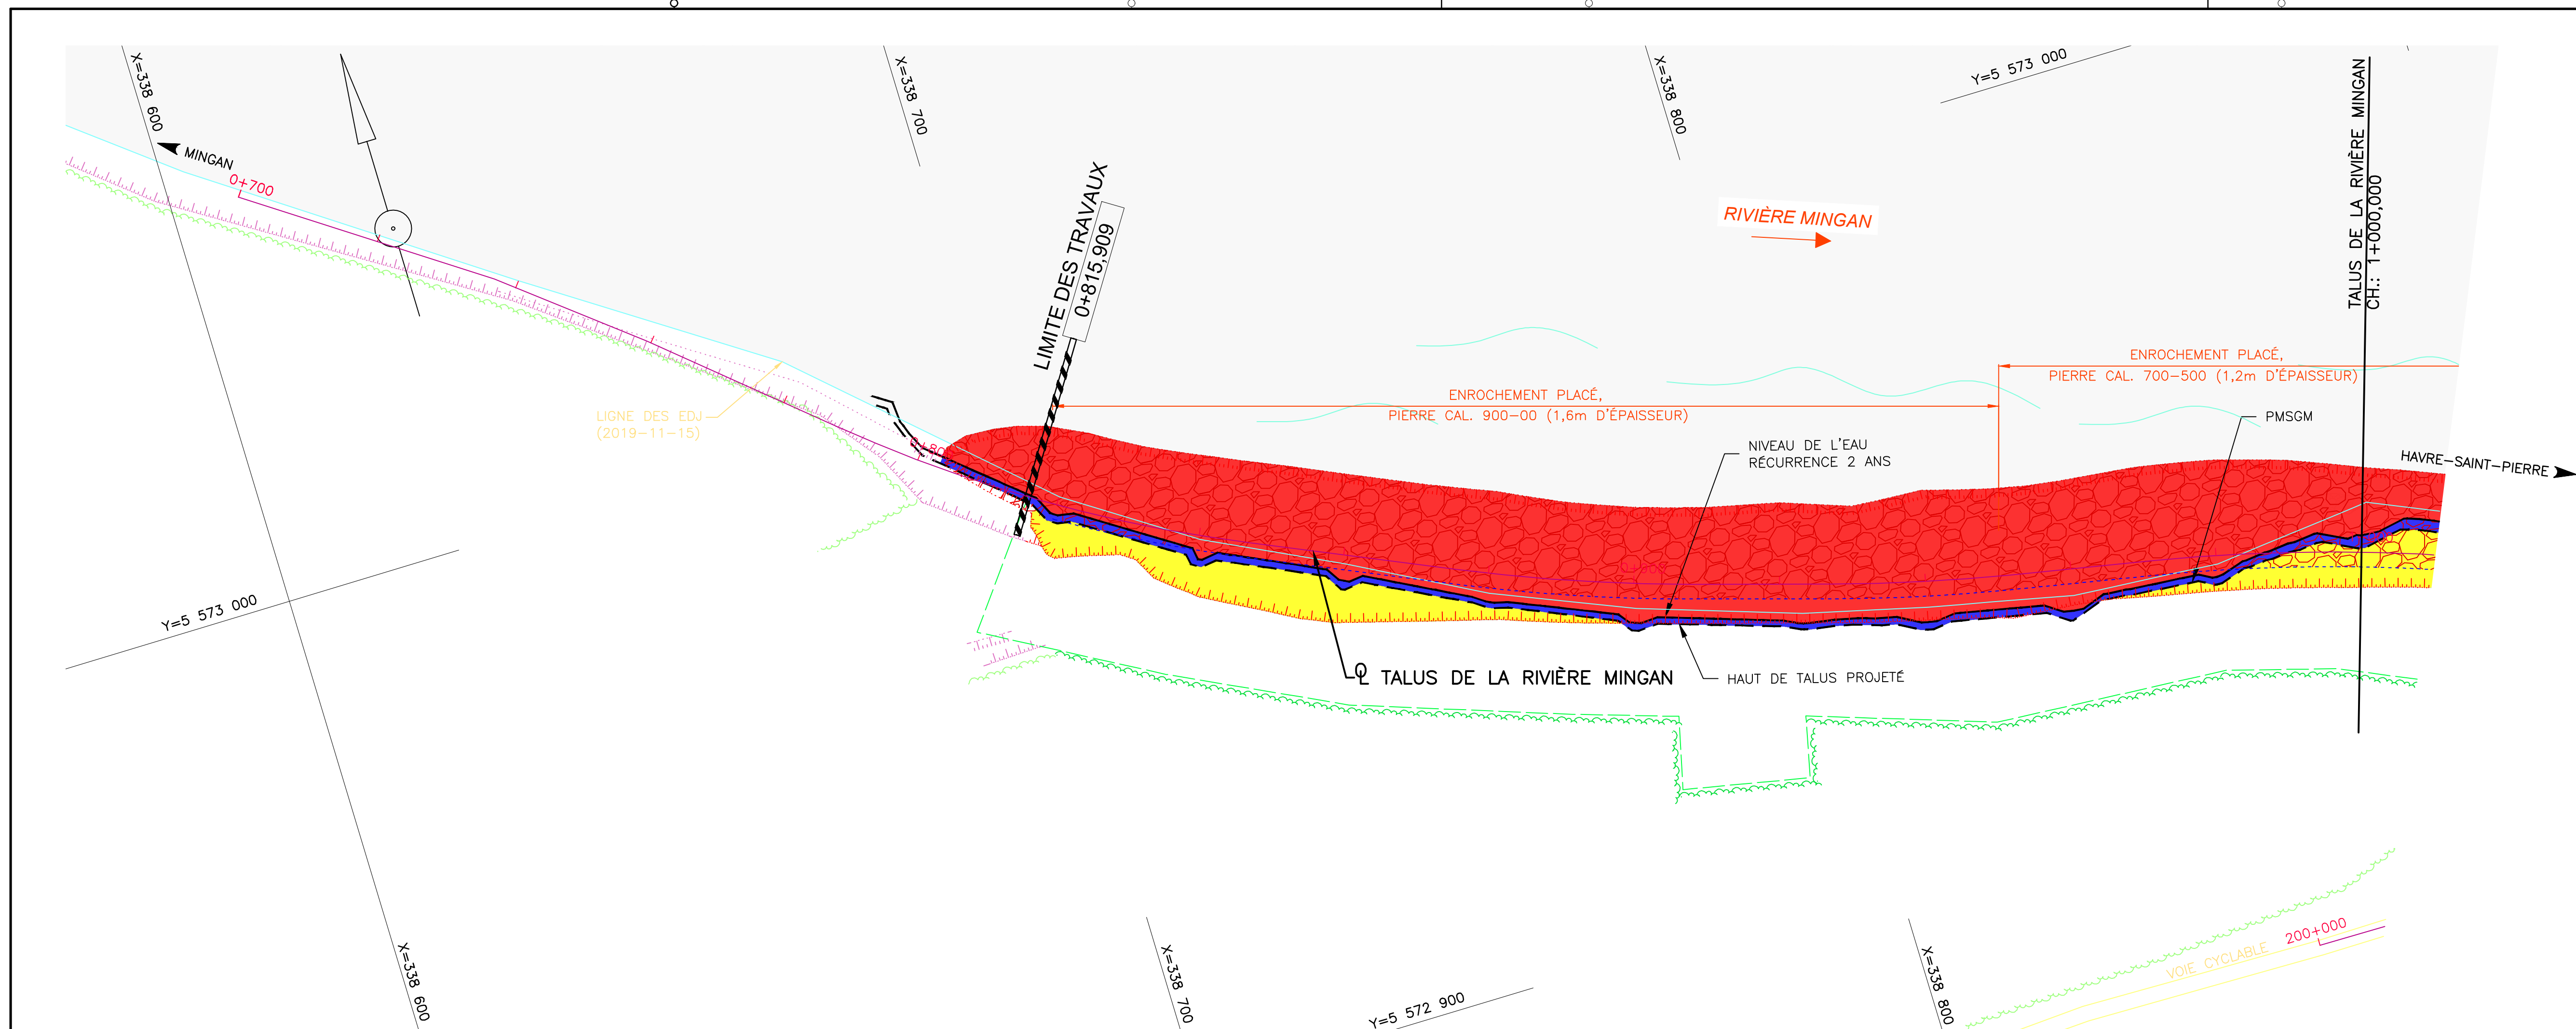 X=338 600
X=338 700
X=338 800
Y=5 573 000
MINGAN
0+700
LIMITE DES TRAVAUX
0+815,909
RIVIÈRE MINGAN
TALUS DE LA RIVIÈRE MINGAN
CH.: 1+000,000
ENROCHEMENT PLACÉ,
PIERRE CAL. 700-500 (1,2m D'ÉPAISSEUR)
ENROCHEMENT PLACÉ,
PIERRE CAL. 900-00 (1,6m D'ÉPAISSEUR)
LIGNE DES EDJ
(2019-11-15)
PMSGM
NIVEAU DE L'EAU
RÉCURRENCE 2 ANS
HAVRE-SAINT-PIERRE
Y=5 573 000
TALUS DE LA RIVIÈRE MINGAN
HAUT DE TALUS PROJETÉ
200+000
VOIE CYCLABLE
X=338 600
X=338 700
Y=5 572 900
X=338 800